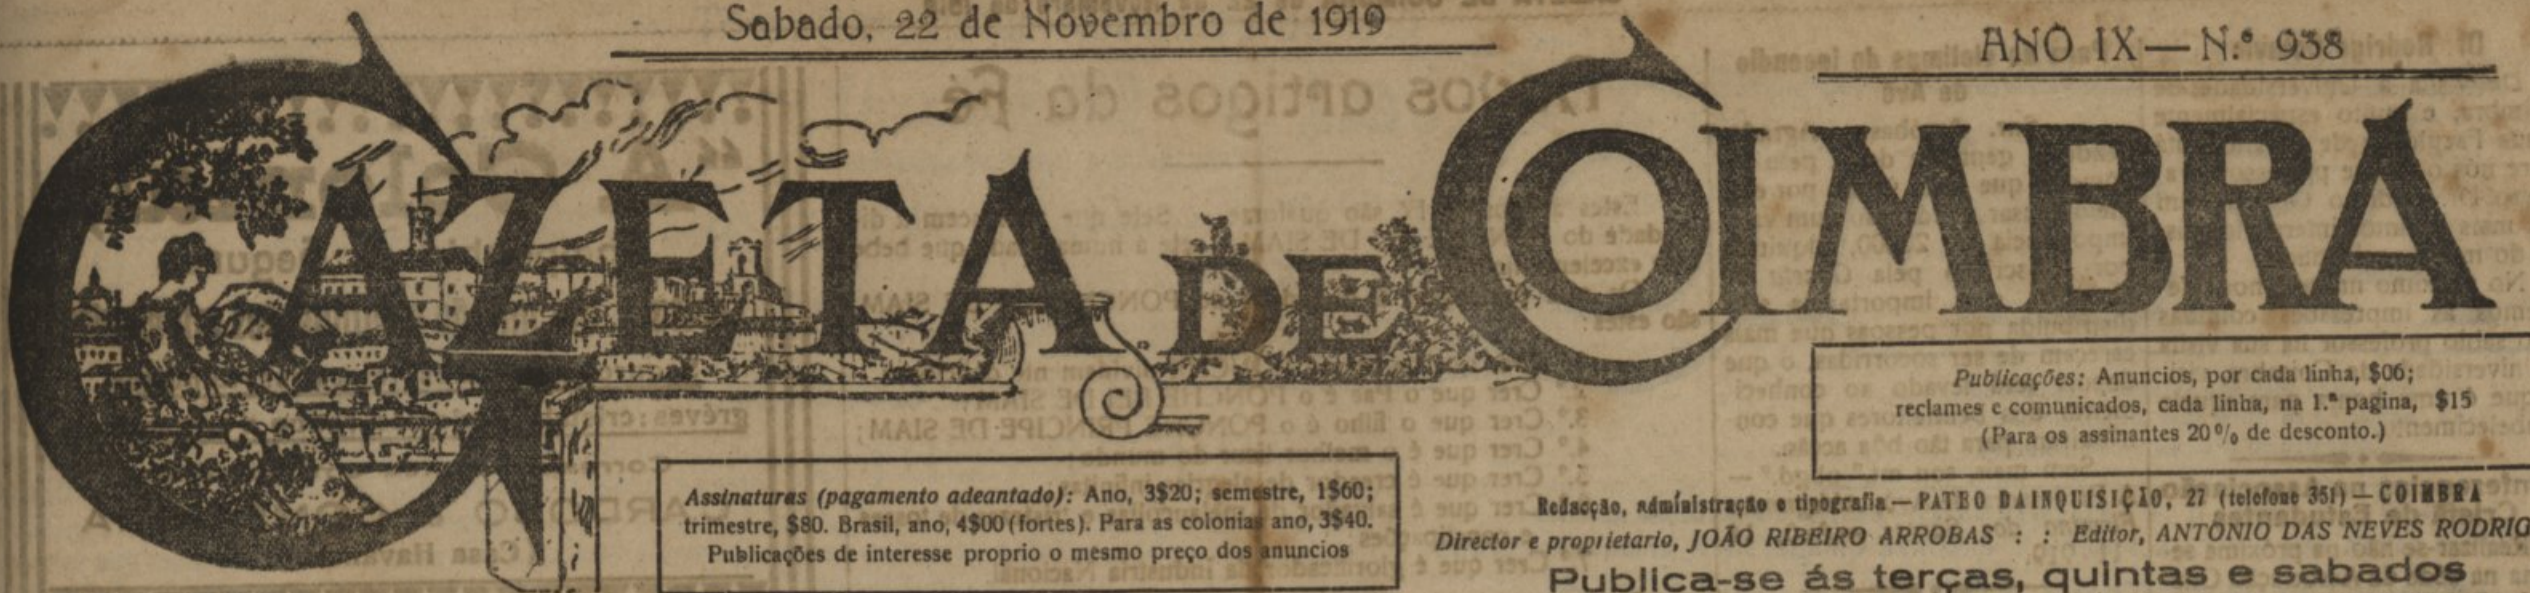 Sabado, 22 de Novembro de 1919
ANO IX — N.º 938
GAZETA DE COIMBRA
Publicações: Anuncios, por cada linha, $06;
reclames e comunicados, cada linha, na 1.ª pagina, $15
(Para os assinantes 20% de desconto.)
Assinaturas (pagamento adeantado): Ano, 3$20; semestre, 1$60;
trimestre, $80. Brasil, ano, 4$00 (fortes). Para as colonias ano, 3$40.
Publicações de interesse proprio o mesmo preço dos anuncios
Redacção, administração e tipografia — PATEO DA INQUISIÇÃO, 27 (telefone 351) — COIMBRA
Director e proprietario, JOÃO RIBEIRO ARROBAS : : Editor, ANTONIO DAS NEVES RODRIG
Publica-se ás terças, quintas e sabados